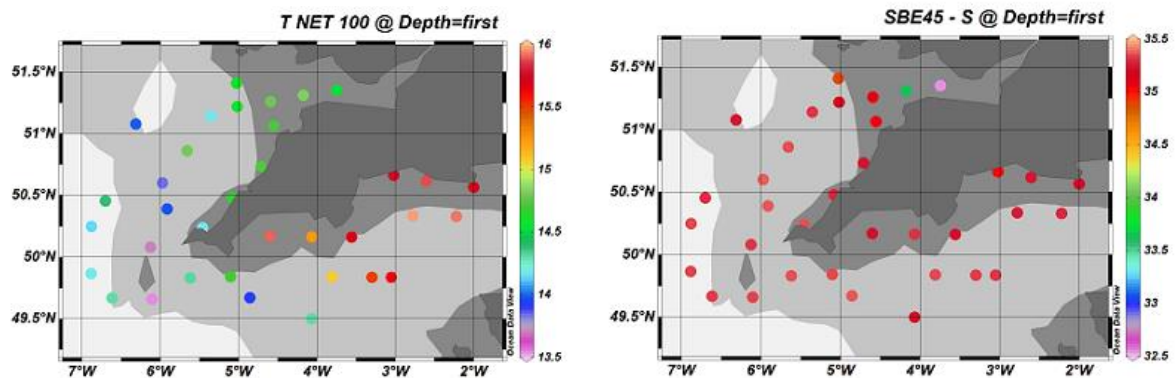 T NET 100 @ Depth=first
51.5°N
51°N
50.5°N
50°N
49.5°N
7°W 6°W 5°W 4°W 3°W 2°W
16
15.5
15
14.5
14
13.5
Ocean Data View
SBE45 - S @ Depth=first
51.5°N
51°N
50.5°N
50°N
49.5°N
7°W 6°W 5°W 4°W 3°W 2°W
35.5
35
34.5
34
33.5
33
32.5
Ocean Data View